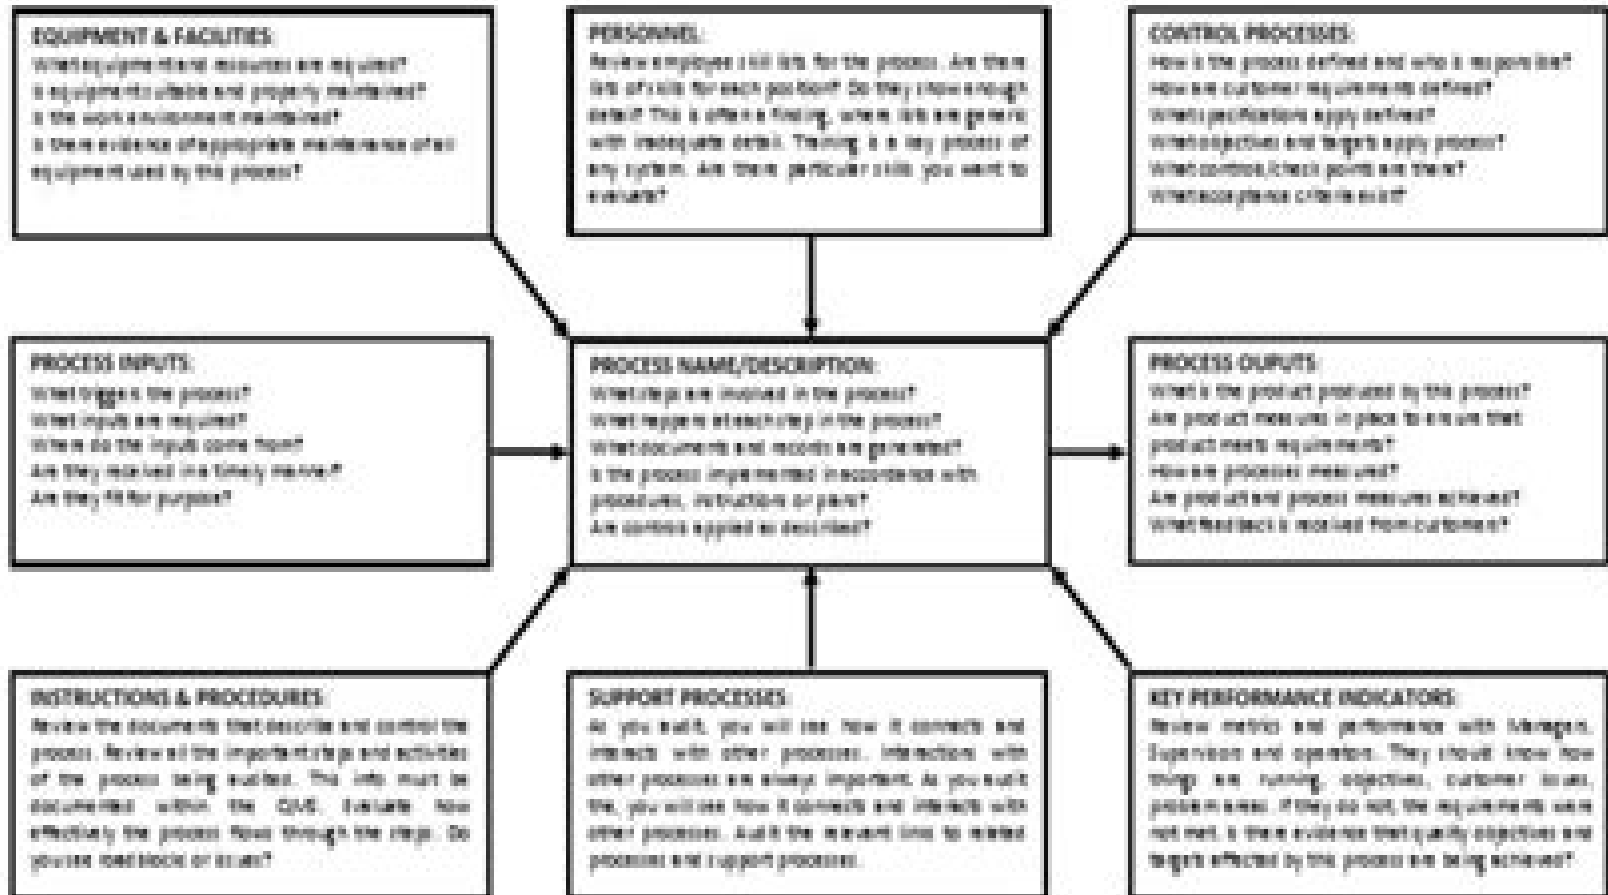 EQUIPMENT & FACILITIES:
What equipment and resources are required?
Is equipment suitable and properly maintained?
Is the work environment maintained?
Is there evidence of appropriate maintenance of all
equipment used by this process?
PERSONNEL:
Review employee skill lists for the process. Are there
lists of skills for each position? Do they show enough
detail? This is often a finding, where lists are generic
with inadequate detail. Training is a key process of
any system. Are there particular skills you want to
evaluate?
CONTROL PROCESSES:
How is the process defined and who is responsible?
How are customer requirements defined?
What specifications apply defined?
What objectives and targets apply process?
What controls/check points are there?
What acceptance criteria exist?
PROCESS INPUTS:
What triggers the process?
What inputs are required?
Where do the inputs come from?
Are they received in a timely manner?
Are they fit for purpose?
PROCESS NAME/DESCRIPTION:
What steps are involved in the process?
What happens at each step in the process?
What documents and records are generated?
Is the process implemented in accordance with
procedures, instructions or plans?
Are controls applied as described?
PROCESS OUPUTS:
What is the product produced by this process?
Are product measures in place to ensure that
product meets requirements?
How are processes measured?
Are product and process measures achieved?
What feedback is received from customers?
INSTRUCTIONS & PROCEDURES:
Review the documents that describe and control the
process. Review all the important steps and activities
of the process being audited. This info must be
documented within the QMS. Evaluate how
effectively the process flows through the steps. Do
you see roadblocks or issues?
SUPPORT PROCESSES:
As you audit, you will see how it connects and
interacts with other processes. Interactions with
other processes are always important. As you audit
the, you will see how it connects and interacts with
other processes. Audit the relevant links to related
processes and support processes.
KEY PERFORMANCE INDICATORS:
Review metrics and performance with Managers,
Supervisors and operators. They should know how
things are running, objectives, customer issues,
problem areas. If they do not, the requirements were
not met. Is there evidence that quality objectives and
targets affected by this process are being achieved?